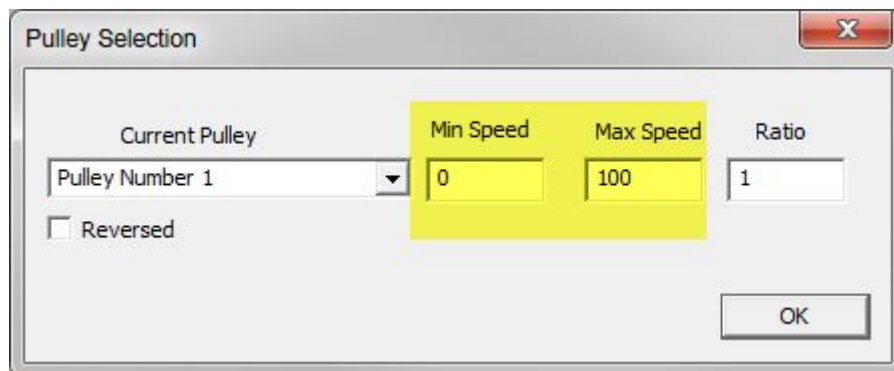 Pulley Selection
Current Pulley
Min Speed
Max Speed
Ratio
Pulley Number 1
0
100
1
Reversed
OK